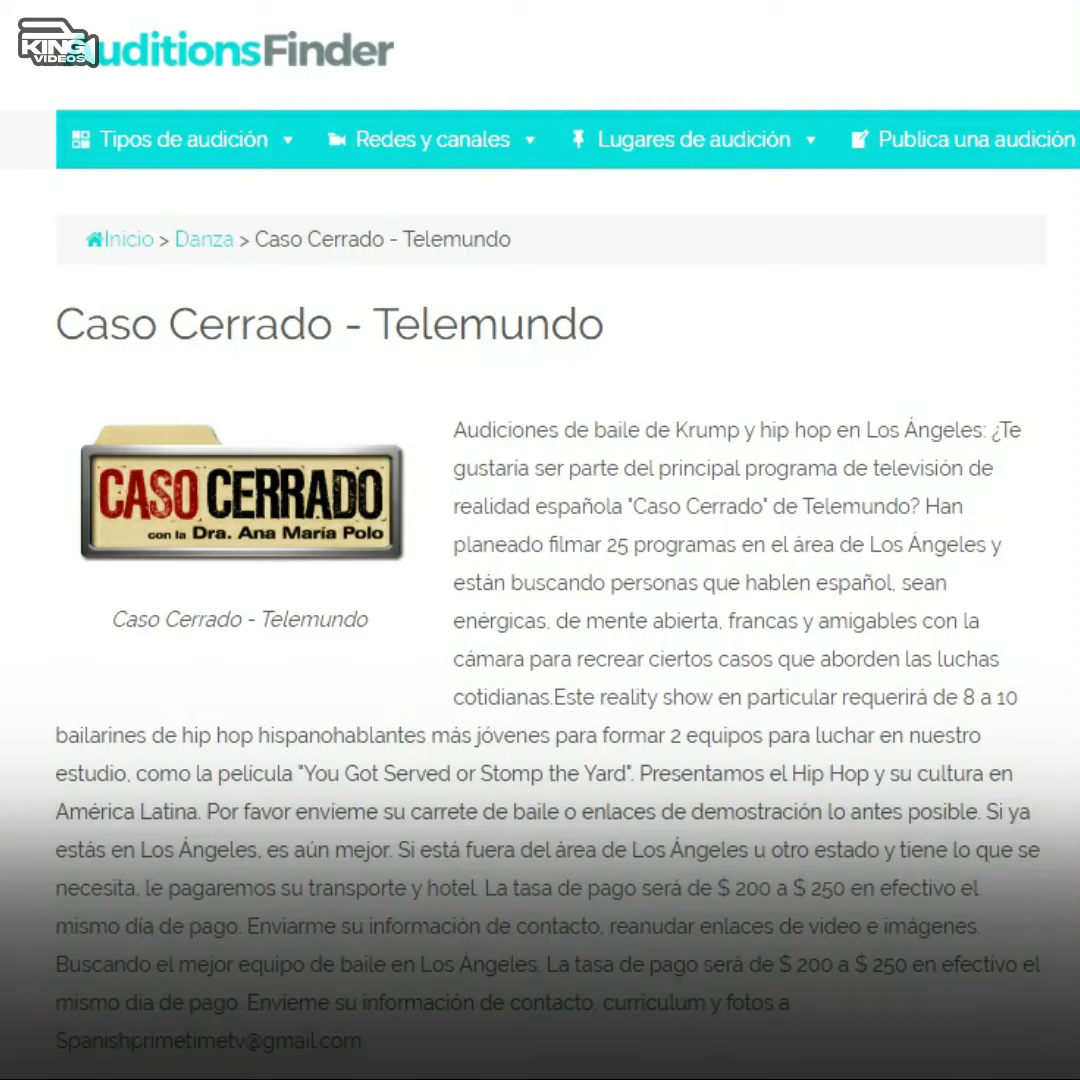 KING
VIDEOS
AuditionsFinder
Tipos de audición
Redes y canales
Lugares de audición
Publica una audición
Inicio > Danza > Caso Cerrado - Telemundo
Caso Cerrado - Telemundo
CASO CERRADO
con la Dra. Ana María Polo
Caso Cerrado - Telemundo
Audiciones de baile de Krump y hip hop en Los Ángeles: ¿Te
gustaría ser parte del principal programa de televisión de
realidad española "Caso Cerrado" de Telemundo? Han
planeado filmar 25 programas en el área de Los Ángeles y
están buscando personas que hablen español, sean
enérgicas, de mente abierta, francas y amigables con la
cámara para recrear ciertos casos que aborden las luchas
cotidianas.Este reality show en particular requerirá de 8 a 10
bailarines de hip hop hispanohablantes más jóvenes para formar 2 equipos para luchar en nuestro
estudio, como la película "You Got Served or Stomp the Yard". Presentamos el Hip Hop y su cultura en
América Latina. Por favor envíeme su carrete de baile o enlaces de demostración lo antes posible. Si ya
estás en Los Ángeles, es aún mejor. Si está fuera del área de Los Ángeles u otro estado y tiene lo que se
necesita, le pagaremos su transporte y hotel. La tasa de pago será de $ 200 a $ 250 en efectivo el
mismo día de pago. Enviarme su información de contacto, reanudar enlaces de video e imágenes.
Buscando el mejor equipo de baile en Los Ángeles. La tasa de pago será de $ 200 a $ 250 en efectivo el
mismo día de pago. Envíeme su información de contacto, currículum y fotos a
Spanishprimetimetv@gmail.com